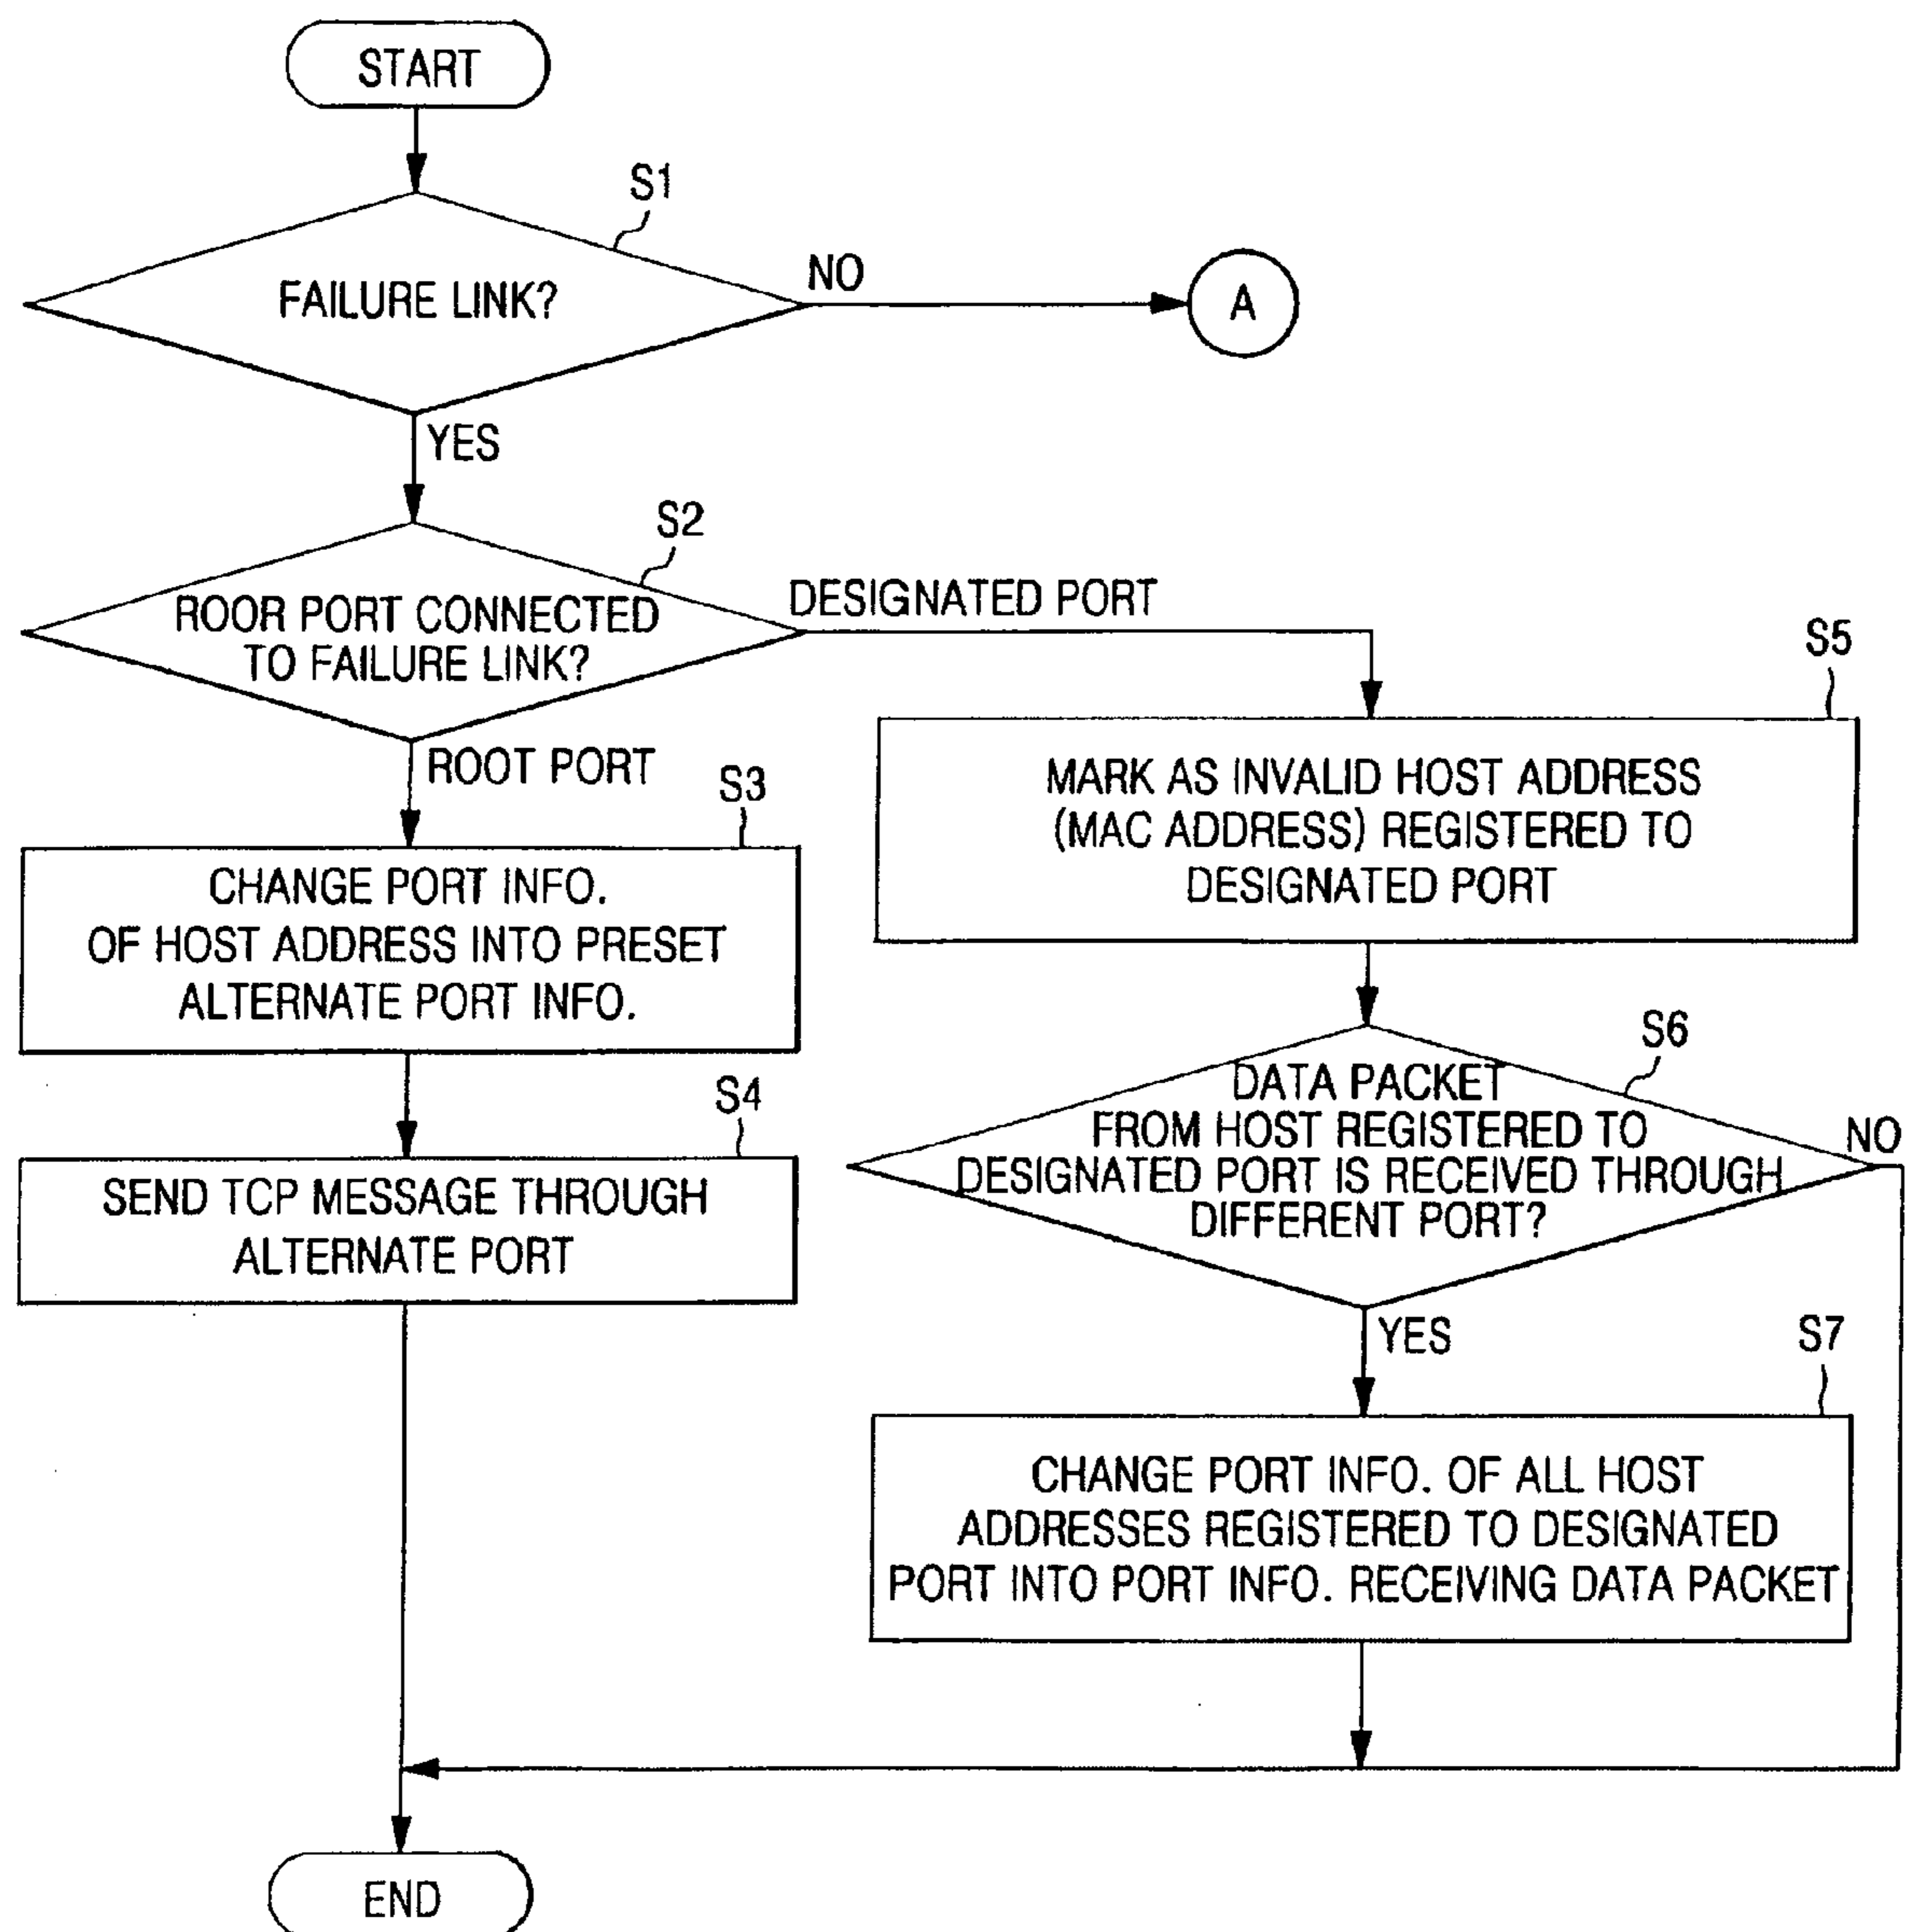 START
S1
FAILURE LINK?
NO
A
YES
S2
ROOR PORT CONNECTED
TO FAILURE LINK?
DESIGNATED PORT
ROOT PORT
S3
CHANGE PORT INFO.
OF HOST ADDRESS INTO PRESET
ALTERNATE PORT INFO.
S4
SEND TCP MESSAGE THROUGH
ALTERNATE PORT
S5
MARK AS INVALID HOST ADDRESS
(MAC ADDRESS) REGISTERED TO
DESIGNATED PORT
S6
DATA PACKET
FROM HOST REGISTERED TO
DESIGNATED PORT IS RECEIVED THROUGH
DIFFERENT PORT?
NO
YES
S7
CHANGE PORT INFO. OF ALL HOST
ADDRESSES REGISTERED TO DESIGNATED
PORT INTO PORT INFO. RECEIVING DATA PACKET
END